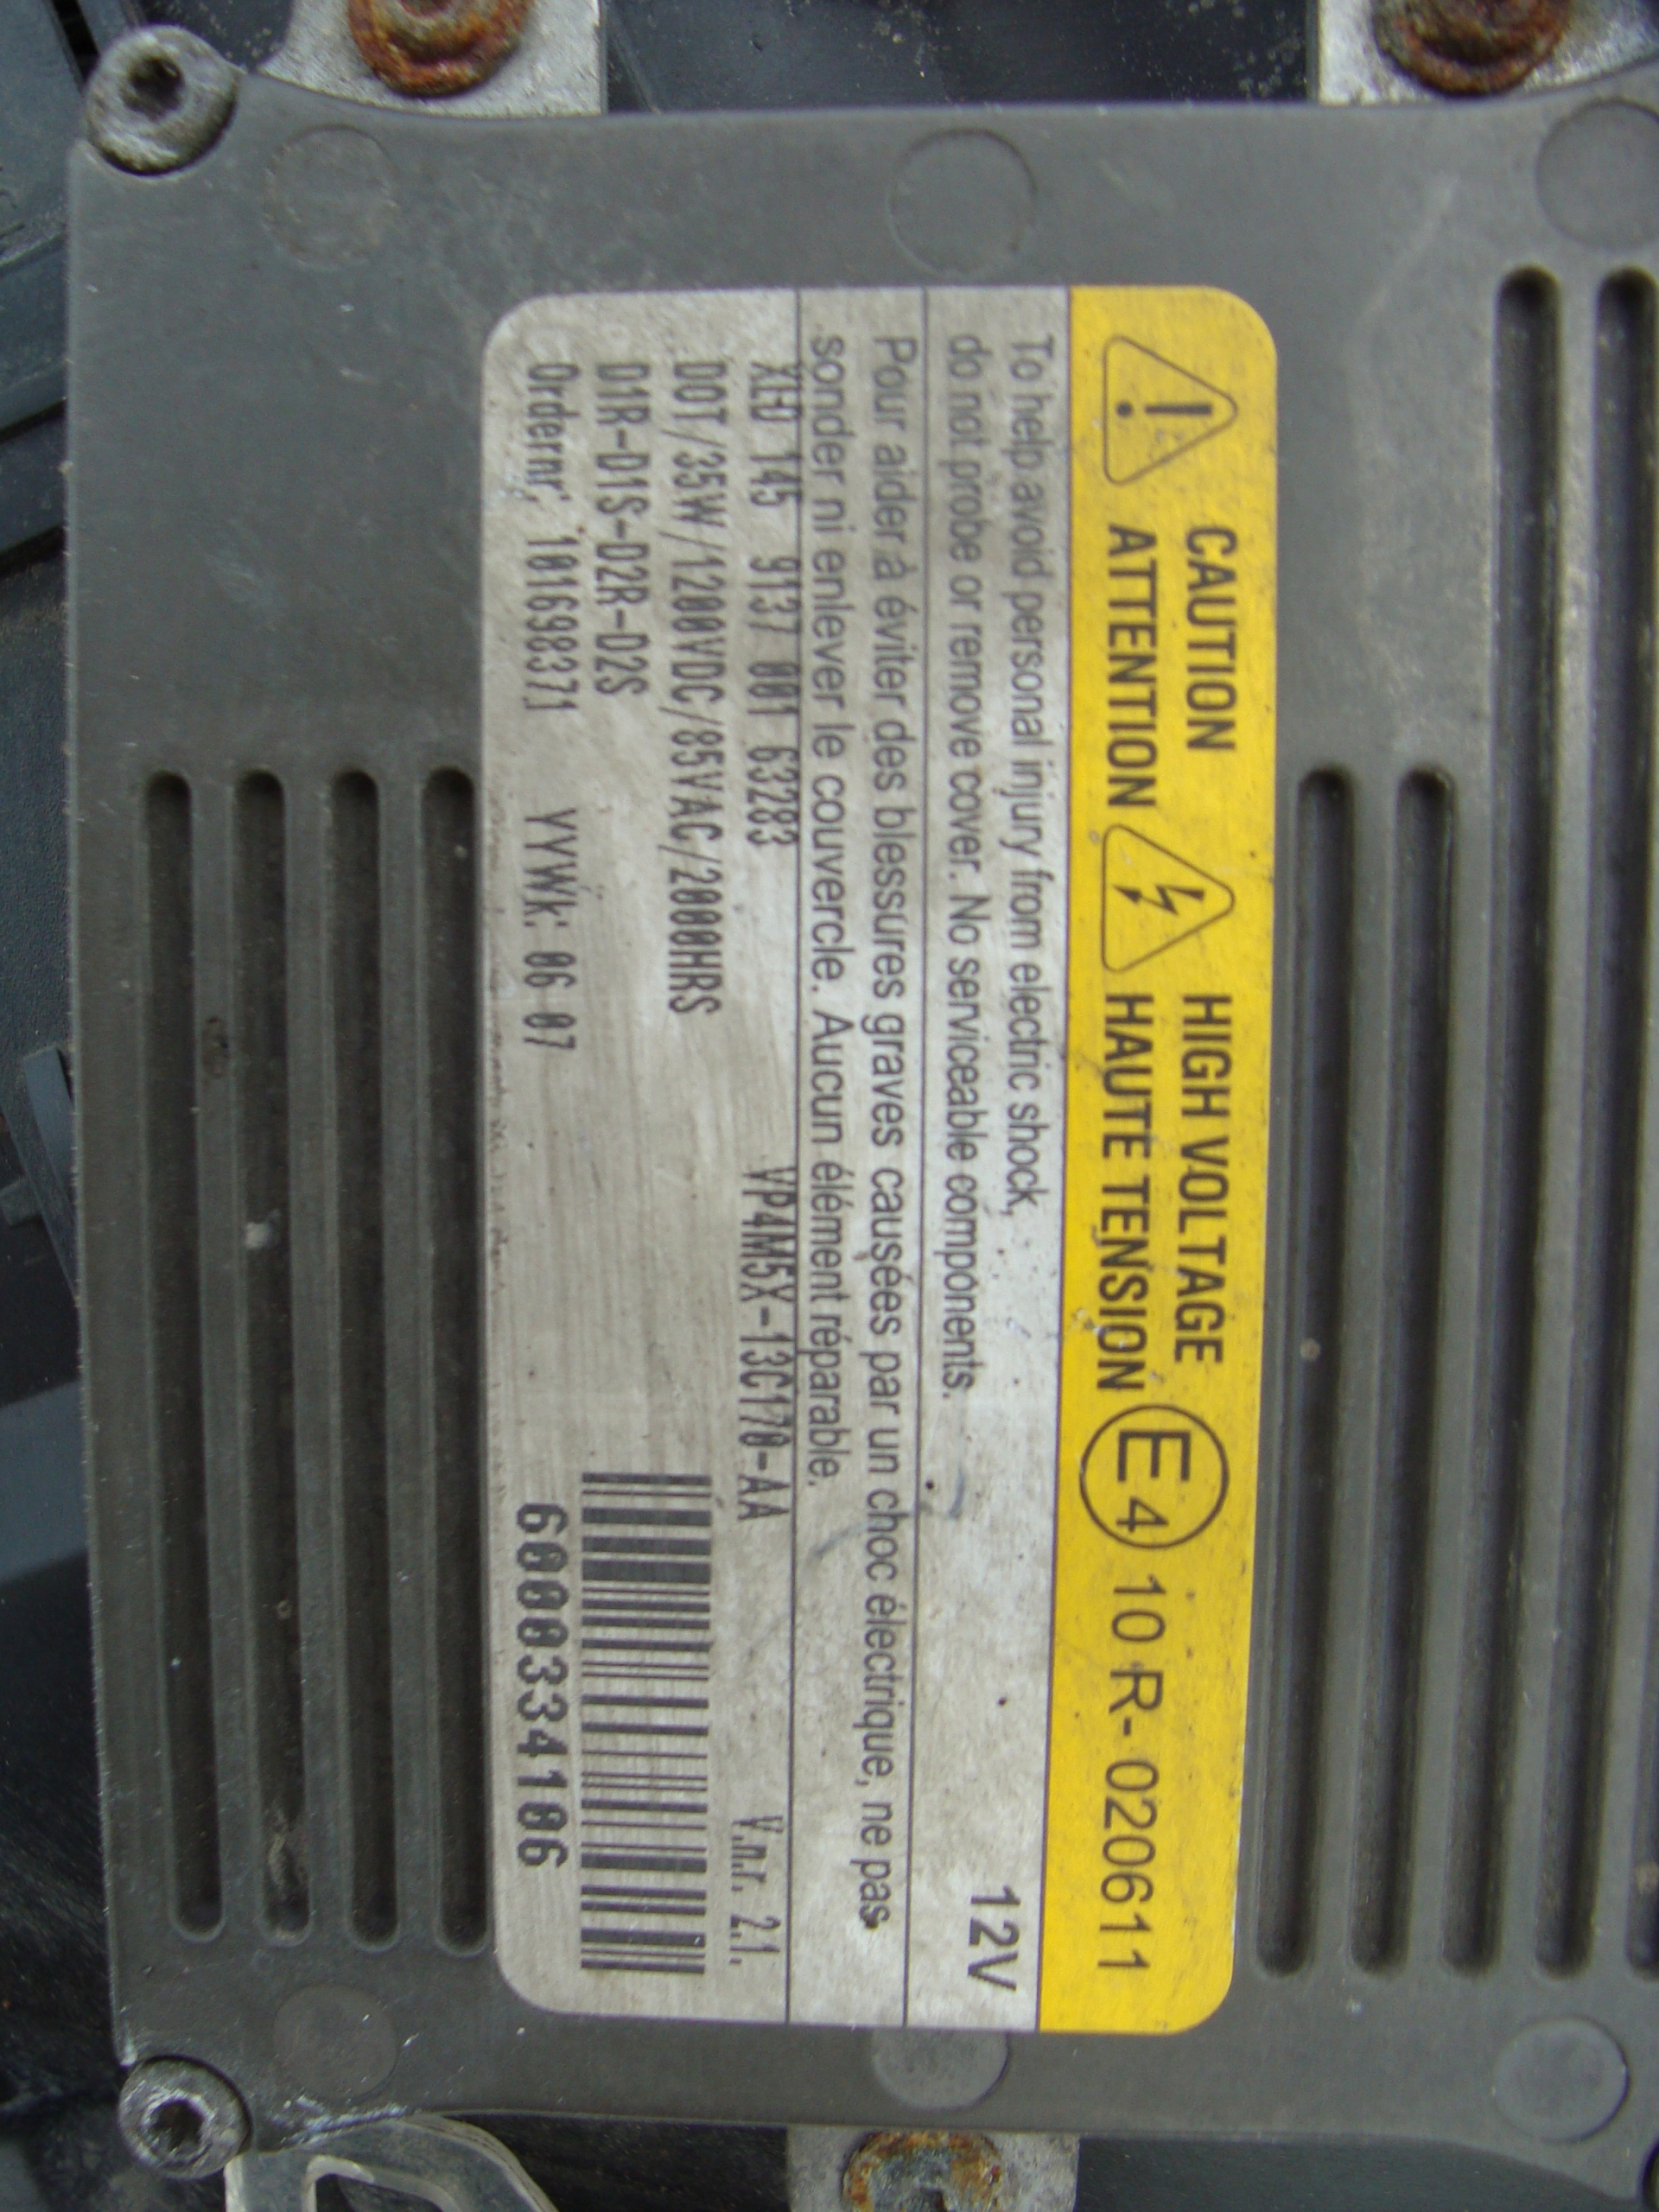 CAUTION HIGH VOLTAGE
ATTENTION HAUTE TENSION E4 10 R-020611
To help avoid personal injury from electric shock,
do not probe or remove cover. No serviceable components. 12V
Pour aider à éviter des blessures graves causées par un choc électrique, ne pas
sonder ni enlever le couvercle. Aucun élément réparable.
XLD 145 9137 001 63283 VP4M5X-13C170-AA V.n.r. 2.1.
DOT/35W/1200VDC/85VAC/2000HRS
D1R-D1S-D2R-D2S
Ordernr: 101698371 YYWk: 06 07 6000334106